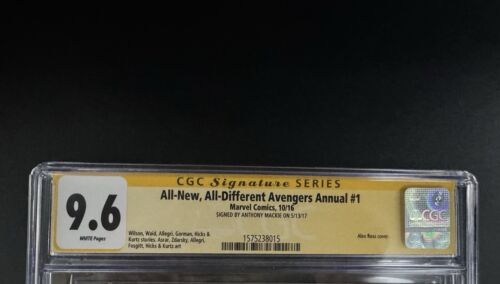 CGC Signature SERIES
All-New, All-Different Avengers Annual #1
Marvel Comics, 10/16
SIGNED BY ANTHONY MACKIE ON 5/13/17
9.6
WHITE Pages
Wilson, Waid, Allegri, Gorman, Hicks &
Kurtz stories. Asrar, Zdarsky, Allegri,
Fosgitt, Hicks & Kurtz art
Alex Ross cover
1575238015
CGC